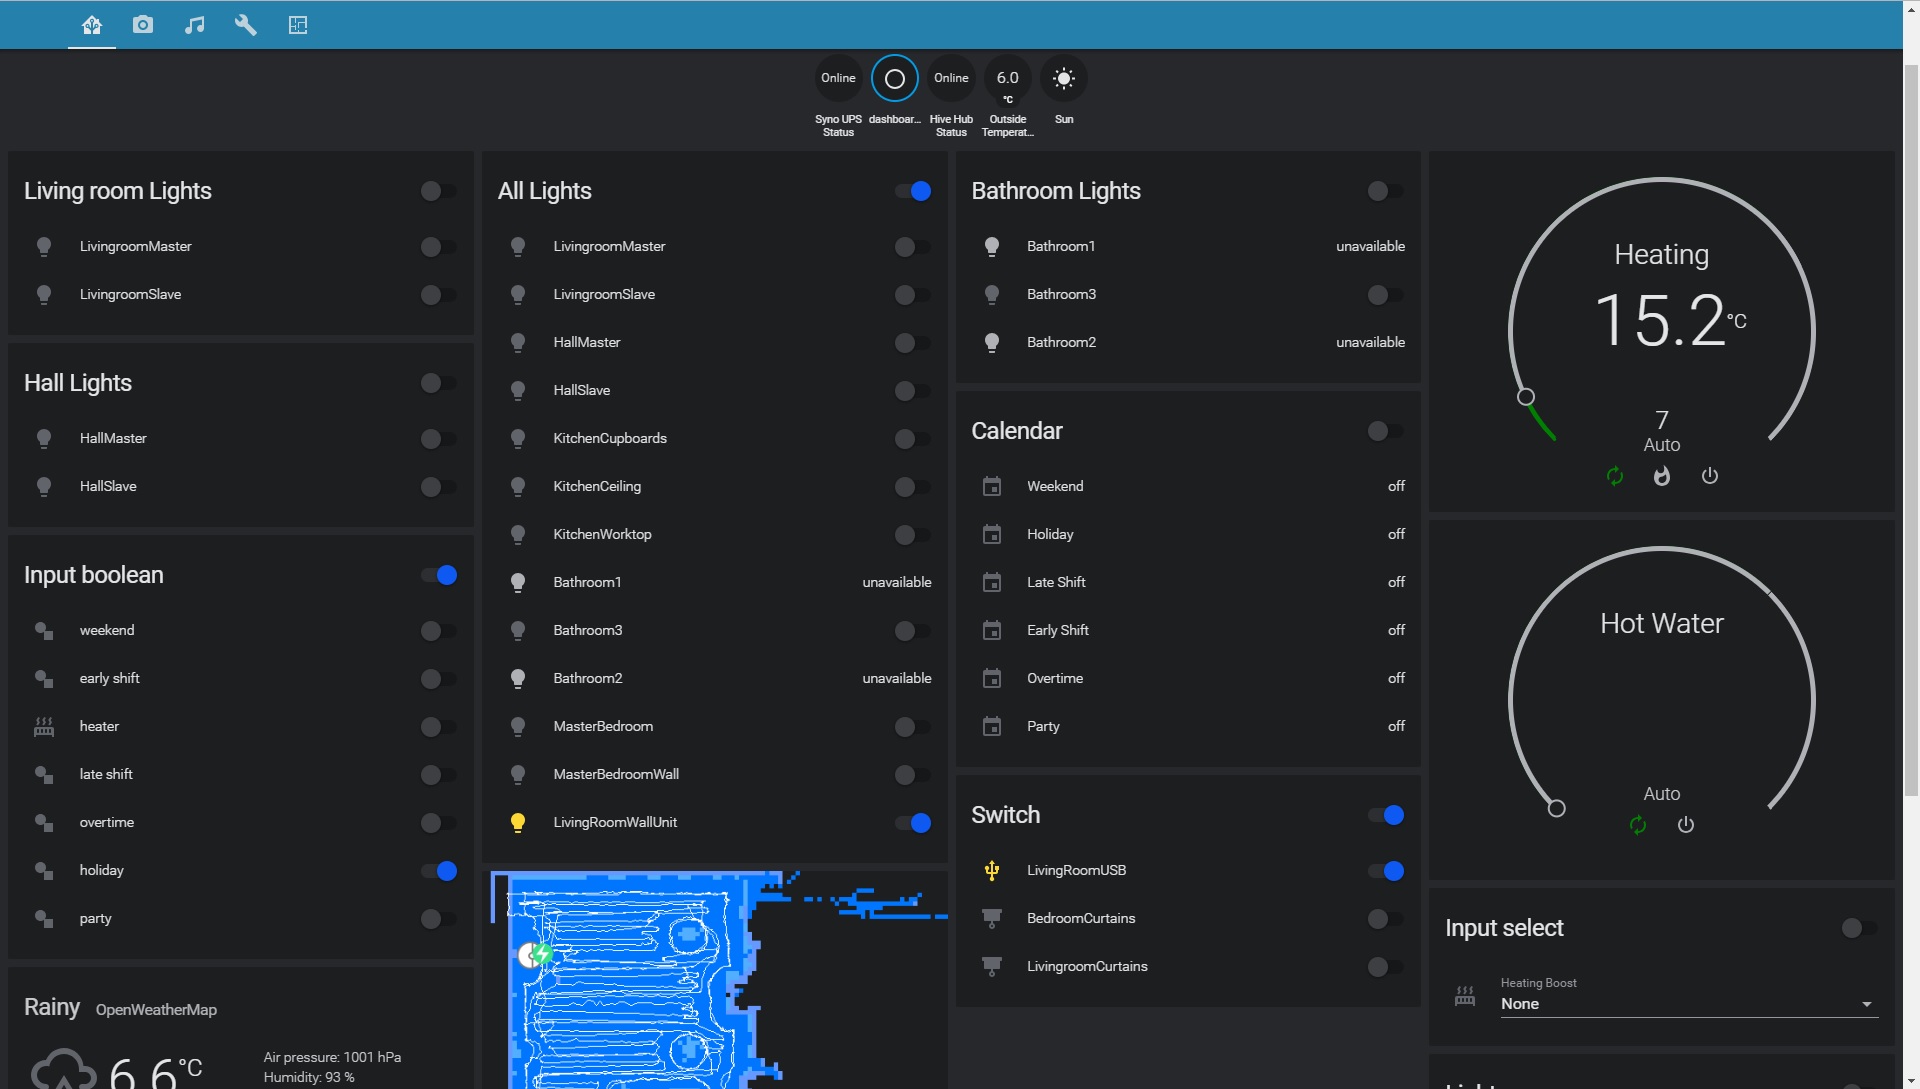 Online
Online
6.0
°C
Syno UPS
Status
dashboar...
Hive Hub
Status
Outside
Temperat...
Sun
Living room Lights
LivingroomMaster
LivingroomSlave
Hall Lights
HallMaster
HallSlave
Input boolean
weekend
early shift
heater
late shift
overtime
holiday
party
Rainy OpenWeatherMap
6.6 °C
Air pressure: 1001 hPa
Humidity: 93 %
All Lights
LivingroomMaster
LivingroomSlave
HallMaster
HallSlave
KitchenCupboards
KitchenCeiling
KitchenWorktop
Bathroom1 unavailable
Bathroom3
Bathroom2 unavailable
MasterBedroom
MasterBedroomWall
LivingRoomWallUnit
Bathroom Lights
Bathroom1 unavailable
Bathroom3
Bathroom2 unavailable
Calendar
Weekend off
Holiday off
Late Shift off
Early Shift off
Overtime off
Party off
Switch
LivingRoomUSB
BedroomCurtains
LivingroomCurtains
Heating
15.2 °C
7
Auto
Hot Water
Auto
Input select
Heating Boost
None